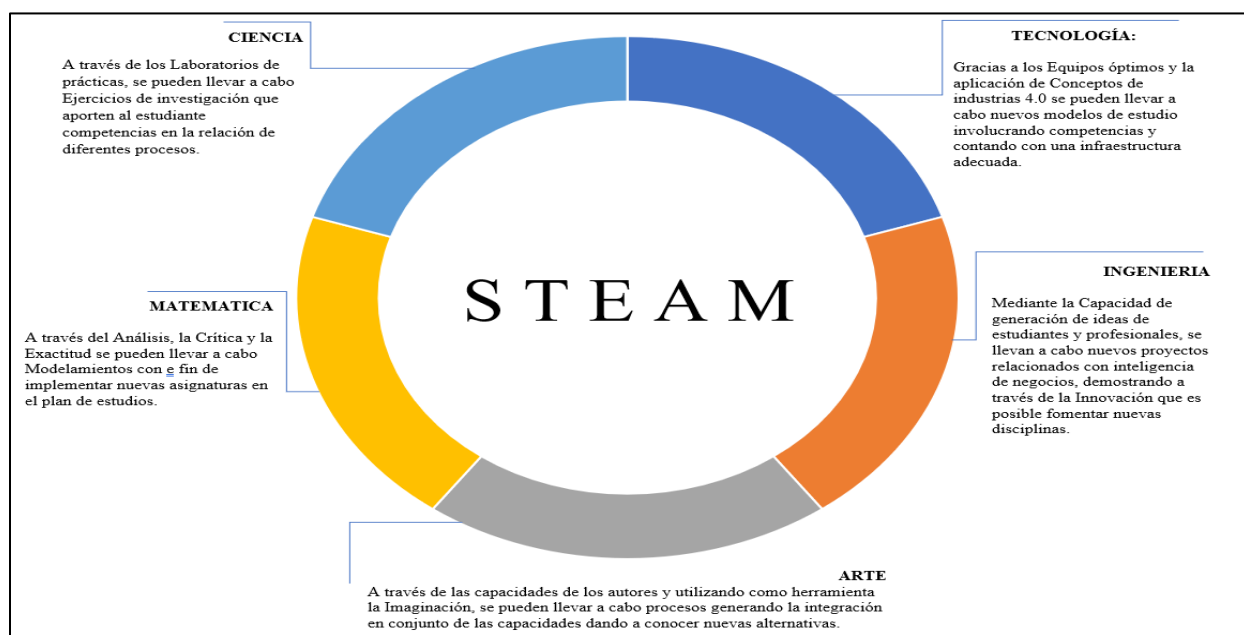 CIENCIA
A través de los Laboratorios de
prácticas, se pueden llevar a cabo
Ejercicios de investigación que
aporten al estudiante
competencias en la relación de
diferentes procesos.
TECNOLOGÍA:
Gracias a los Equipos óptimos y la
aplicación de Conceptos de
industrias 4.0 se pueden llevar a
cabo nuevos modelos de estudio
involucrando competencias y
contando con una infraestructura
adecuada.
STEAM
MATEMATICA
A través del Análisis, la Crítica y la
Exactitud se pueden llevar a cabo
Modelamientos con e fin de
implementar nuevas asignaturas en
el plan de estudios.
INGENIERIA
Mediante la Capacidad de
generación de ideas de
estudiantes y profesionales, se
llevan a cabo nuevos proyectos
relacionados con inteligencia
de negocios, demostrando a
través de la Innovación que es
posible fomentar nuevas
disciplinas.
ARTE
A través de las capacidades de los autores y utilizando como herramienta
la Imaginación, se pueden llevar a cabo procesos generando la integración
en conjunto de las capacidades dando a conocer nuevas alternativas.